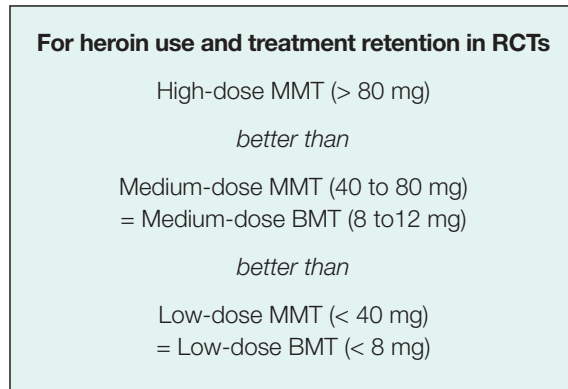 For heroin use and treatment retention in RCTs
High-dose MMT (> 80 mg)
better than
Medium-dose MMT (40 to 80 mg)
= Medium-dose BMT (8 to12 mg)
better than
Low-dose MMT (< 40 mg)
= Low-dose BMT (< 8 mg)